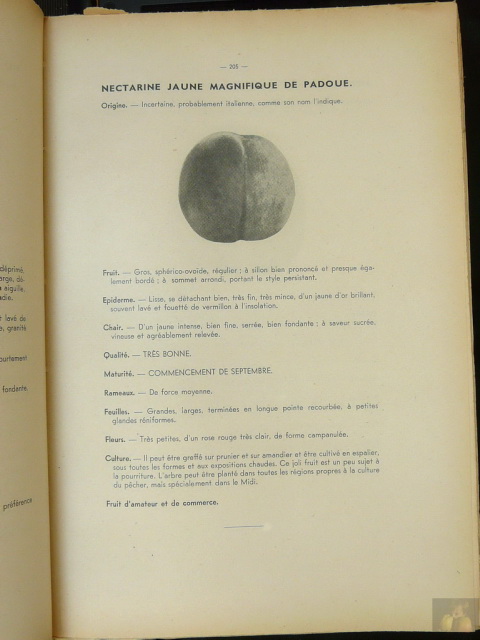 — 205 —
NECTARINE JAUNE MAGNIFIQUE DE PADOUE.
Origine. — Incertaine, probablement italienne, comme son nom l'indique.
Fruit. — Gros, sphérico-ovoïde, régulier ; à sillon bien prononcé et presque éga-
lement bordé ; à sommet arrondi, portant le style persistant.
Epiderme. — Lisse, se détachant bien, très fin, très mince, d'un jaune d'or brillant,
souvent lavé et fouetté de vermillon à l'insolation.
Chair. — D'un jaune intense, bien fine, serrée, bien fondante ; à saveur sucrée,
vineuse et agréablement relevée.
Qualité. — TRÈS BONNE.
Maturité. — COMMENCEMENT DE SEPTEMBRE.
Rameaux. — De force moyenne.
Feuilles. — Grandes, larges, terminées en longue pointe recourbée, à petites
glandes réniformes.
Fleurs. — Très petites, d'un rose rouge très clair, de forme campanulée.
Culture. — Il peut être greffé sur prunier et sur amandier et être cultivé en espalier,
sous toutes les formes et aux expositions chaudes. Ce joli fruit est un peu sujet à
la pourriture. L'arbre peut être planté dans toutes les régions propres à la culture
du pêcher, mais spécialement dans le Midi.
Fruit d'amateur et de commerce.
déprimé,
arge, dé-
aiguille.
t lavé de
e, granité
ourtement
fondante.
préférence